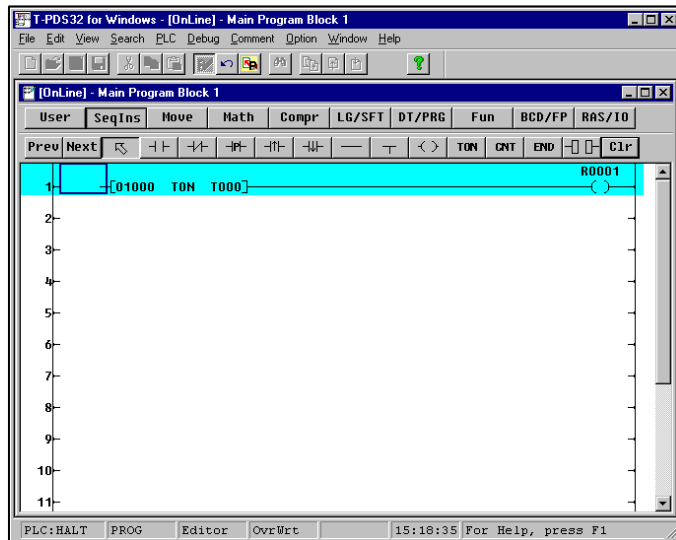 T-PDS32 for Windows - [OnLine] - Main Program Block 1
File Edit View Search PLC Debug Comment Option Window Help
[OnLine] - Main Program Block 1
User SeqIns Move Math Compr LG/SFT DT/PRG Fun BCD/FP RAS/IO
Prev Next P TON CNT END Clr
R0001
1 [01000 TON T000] ( )
2
3
4
5
6
7
8
9
10
11
PLC:HALT PROG Editor OvrWrt 15:18:35 For Help, press F1